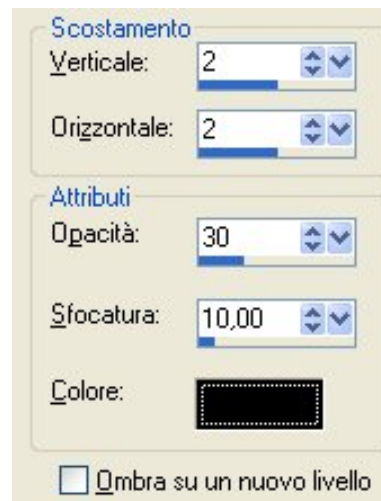 Scostamento
Verticale: 2
Orizzontale: 2
Attributi
Opacità: 30
Sfocatura: 10,00
Colore:
Ombra su un nuovo livello